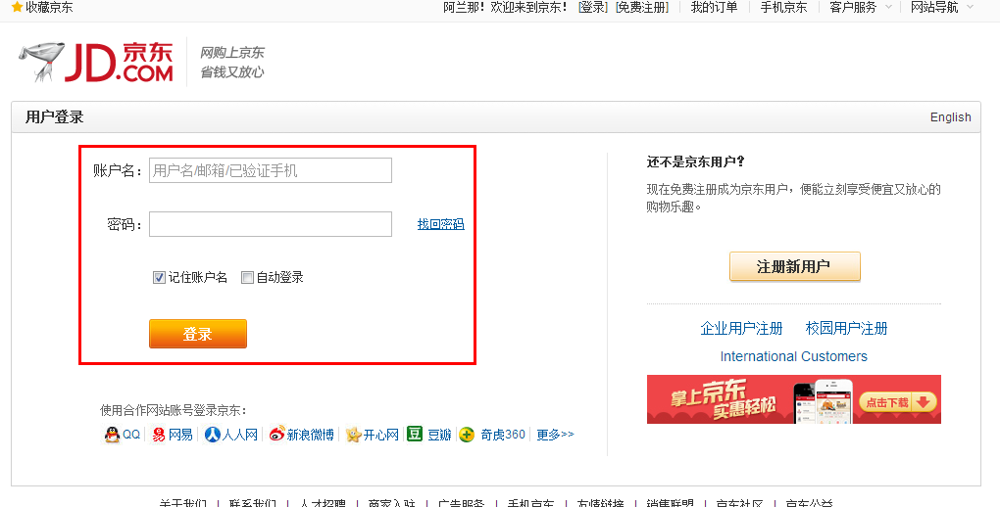 收藏京东 阿兰那！欢迎来到京东！ [登录] [免费注册] 我的订单 手机京东 客户服务 网站导航
JD.COM 京东 网购上京东
省钱又放心
用户登录 English
账户名： 用户名/邮箱/已验证手机
密码： 找回密码
记住账户名 自动登录
登录
使用合作网站账号登录京东：
QQ 网易 人人网 新浪微博 开心网 豆 豆瓣 奇虎360 更多>>
还不是京东用户？
现在免费注册成为京东用户，便能立刻享受便宜又放心的
购物乐趣。
注册新用户
企业用户注册 校园用户注册
International Customers
掌上京东
实惠轻松
点击下载
关于我们 | 联系我们 | 人才招聘 | 商家入驻 | 广告服务 | 手机京东 | 友情链接 | 销售联盟 | 京东社区 | 京东公益